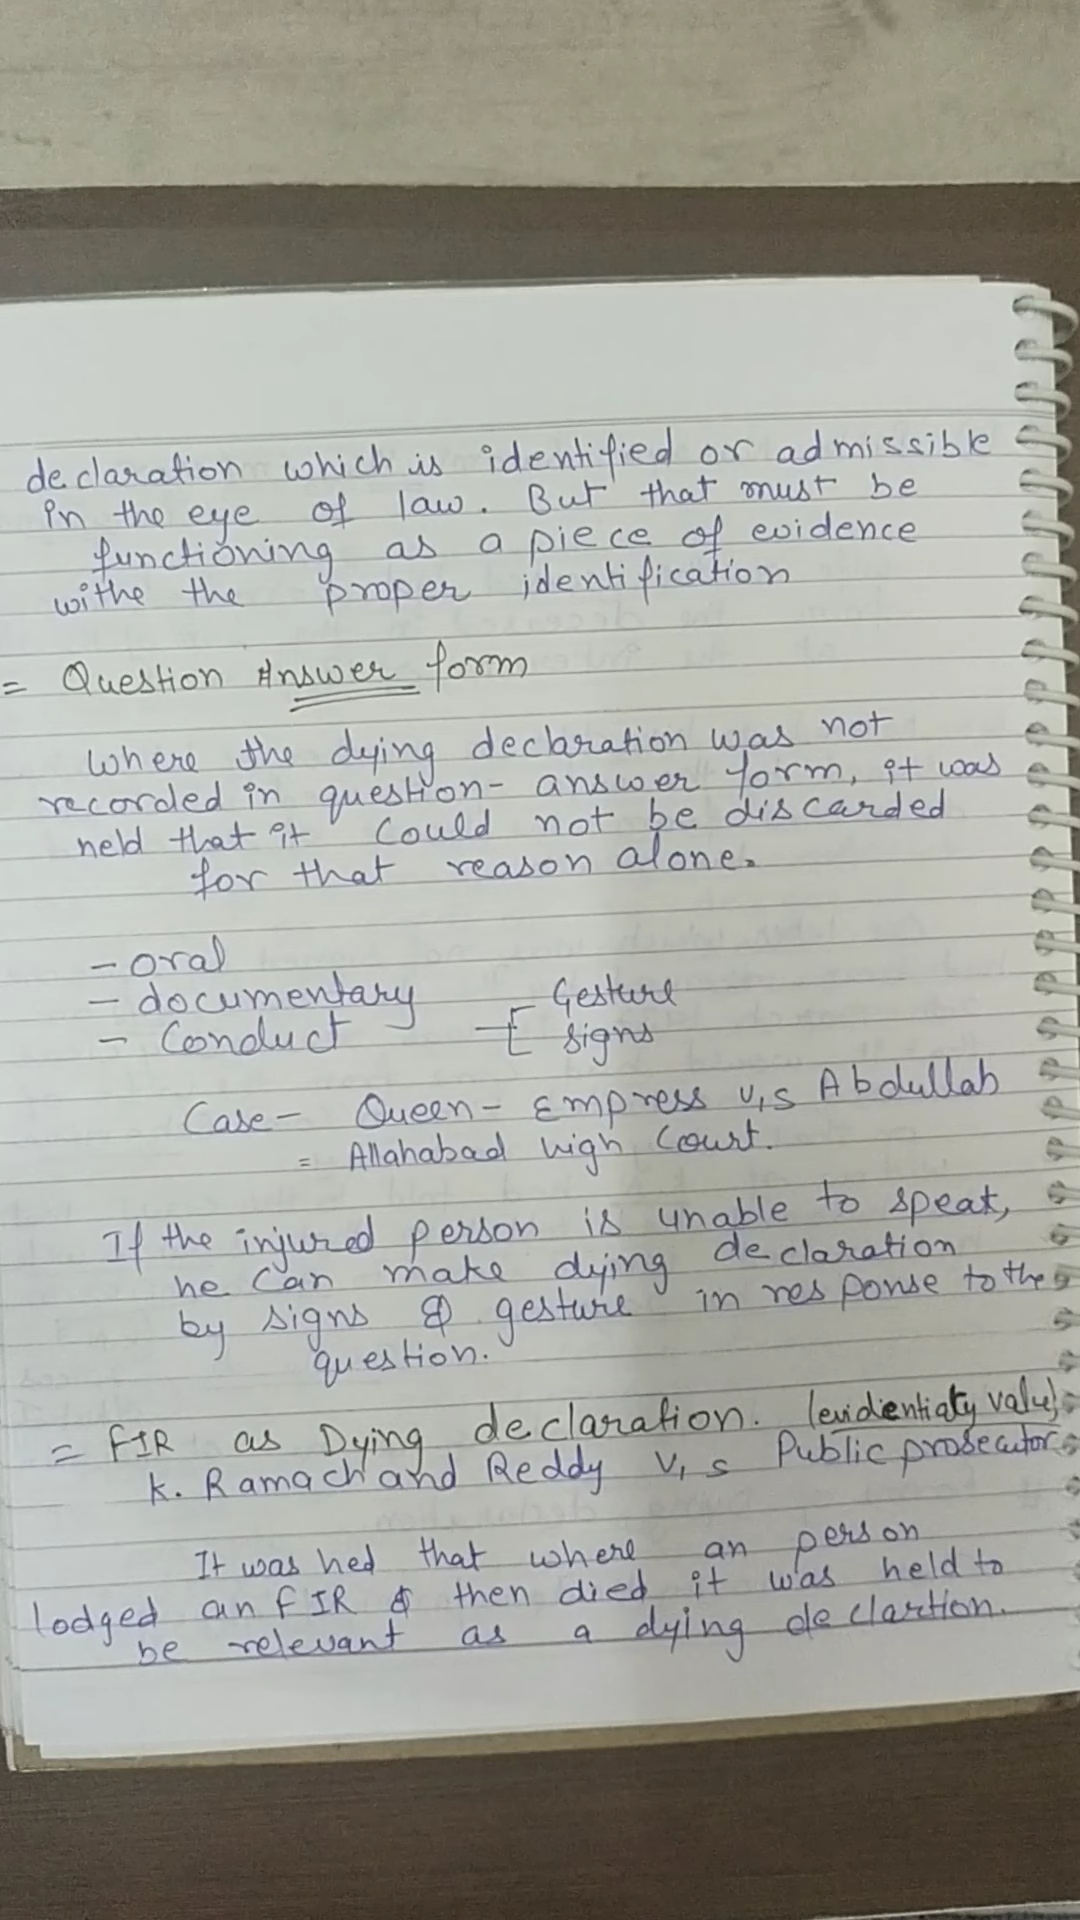 declaration which is identified or admissible
in the eye of law. But that must be
functioning as a piece of evidence
withe the proper identification
= Question Answer form
Where the dying declaration was not
recorded in question- answer form, it was
held that it could not be discarded
for that reason alone.
- oral
- documentary
- Conduct -[ Gesture
signs
Case - Queen - Empress v,s Abdullah
= Allahabad high Court.
If the injured person is unable to speak,
he can make dying declaration
by signs & gesture in response to the
question.
= FIR as Dying declaration. (evidentiaty value)
K. Ramachand Reddy v, s Public prosecutor
It was hed that where an person
lodged an FIR & then died it was held to
be relevant as a dying declartion.